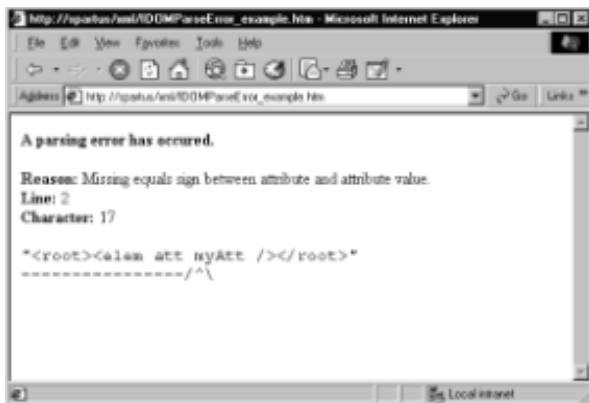 http://spartus/xml/IDOMParseError_example.htm - Microsoft Internet Explorer
File Edit View Favorites Tools Help
Address http://spartus/xml/IDOMParseError_example.htm Go Links »
A parsing error has occured.
Reason: Missing equals sign between attribute and attribute value.
Line: 2
Character: 17
"<root><elem att myAtt /></root>"
----------------/^\
Local intranet